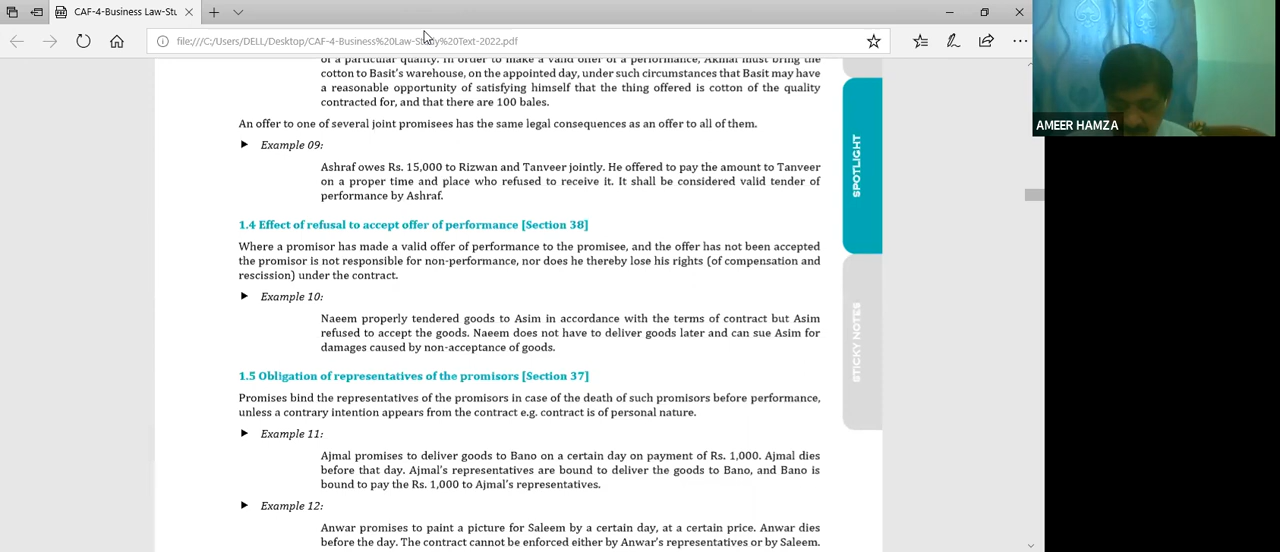 CAF-4-Business Law-Stu
file:///C:/Users/DELL/Desktop/CAF-4-Business%20Law-Study%20Text-2022.pdf
of a particular quality. In order to make a valid offer of a performance, Akmal must bring the
cotton to Basit's warehouse, on the appointed day, under such circumstances that Basit may have
a reasonable opportunity of satisfying himself that the thing offered is cotton of the quality
contracted for, and that there are 100 bales.
An offer to one of several joint promisees has the same legal consequences as an offer to all of them.
Example 09:
Ashraf owes Rs. 15,000 to Rizwan and Tanveer jointly. He offered to pay the amount to Tanveer
on a proper time and place who refused to receive it. It shall be considered valid tender of
performance by Ashraf.
1.4 Effect of refusal to accept offer of performance [Section 38]
Where a promisor has made a valid offer of performance to the promisee, and the offer has not been accepted
the promisor is not responsible for non-performance, nor does he thereby lose his rights (of compensation and
rescission) under the contract.
Example 10:
Naeem properly tendered goods to Asim in accordance with the terms of contract but Asim
refused to accept the goods. Naeem does not have to deliver goods later and can sue Asim for
damages caused by non-acceptance of goods.
1.5 Obligation of representatives of the promisors [Section 37]
Promises bind the representatives of the promisors in case of the death of such promisors before performance,
unless a contrary intention appears from the contract e.g. contract is of personal nature.
Example 11:
Ajmal promises to deliver goods to Bano on a certain day on payment of Rs. 1,000. Ajmal dies
before that day. Ajmal's representatives are bound to deliver the goods to Bano, and Bano is
bound to pay the Rs. 1,000 to Ajmal's representatives.
Example 12:
Anwar promises to paint a picture for Saleem by a certain day, at a certain price. Anwar dies
before the day. The contract cannot be enforced either by Anwar's representatives or by Saleem.
SPOTLIGHT
STICKY NOTES
AMEER HAMZA